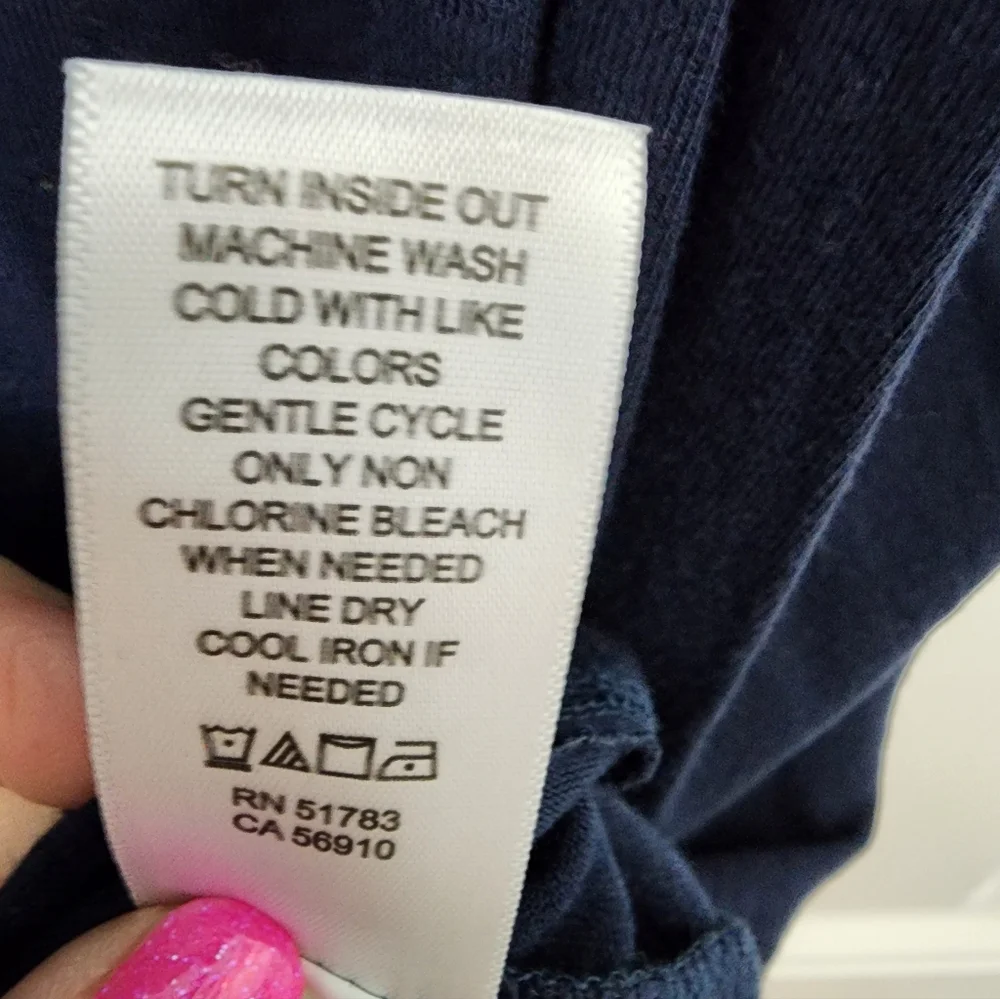 TURN INSIDE OUT
MACHINE WASH
COLD WITH LIKE
COLORS
GENTLE CYCLE
ONLY NON
CHLORINE BLEACH
WHEN NEEDED
LINE DRY
COOL IRON IF
NEEDED
RN 51783
CA 56910